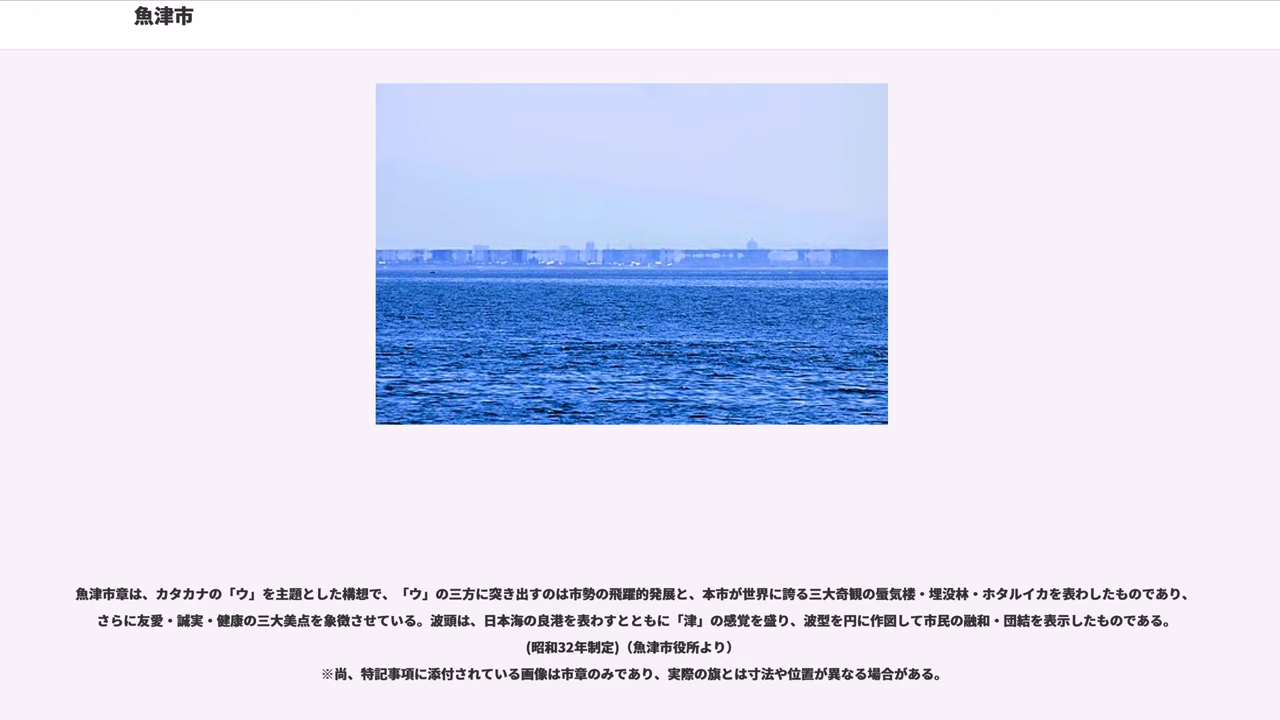 魚津市
魚津市章は、カタカナの「ウ」を主題とした構想で、「ウ」の三方に突き出すのは市勢の飛躍的発展と、本市が世界に誇る三大奇観の蜃気楼・埋没林・ホタルイカを表わしたものであり、
さらに友愛・誠実・健康の三大美点を象徴させている。波頭は、日本海の良港を表わすとともに「津」の感覚を盛り、波型を円に作図して市民の融和・団結を表示したものである。
(昭和32年制定)（魚津市役所より）
※尚、特記事項に添付されている画像は市章のみであり、実際の旗とは寸法や位置が異なる場合がある。